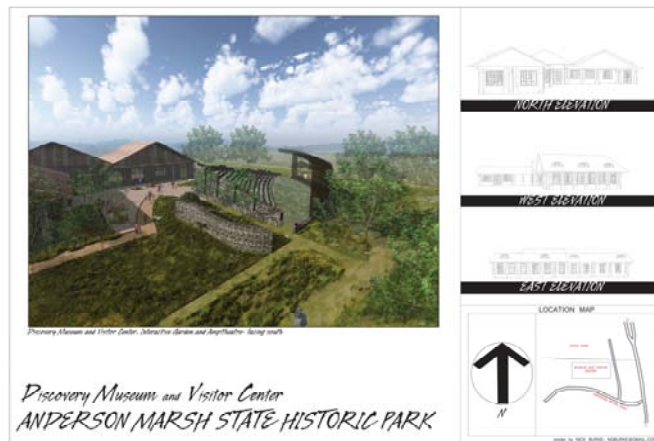 Discovery Museum and Visitor Center, Interactive Garden and Ampitheatre- facing south
Discovery Museum and Visitor Center
ANDERSON MARSH STATE HISTORIC PARK
NORTH ELEVATION
WEST ELEVATION
EAST ELEVATION
LOCATION MAP
N